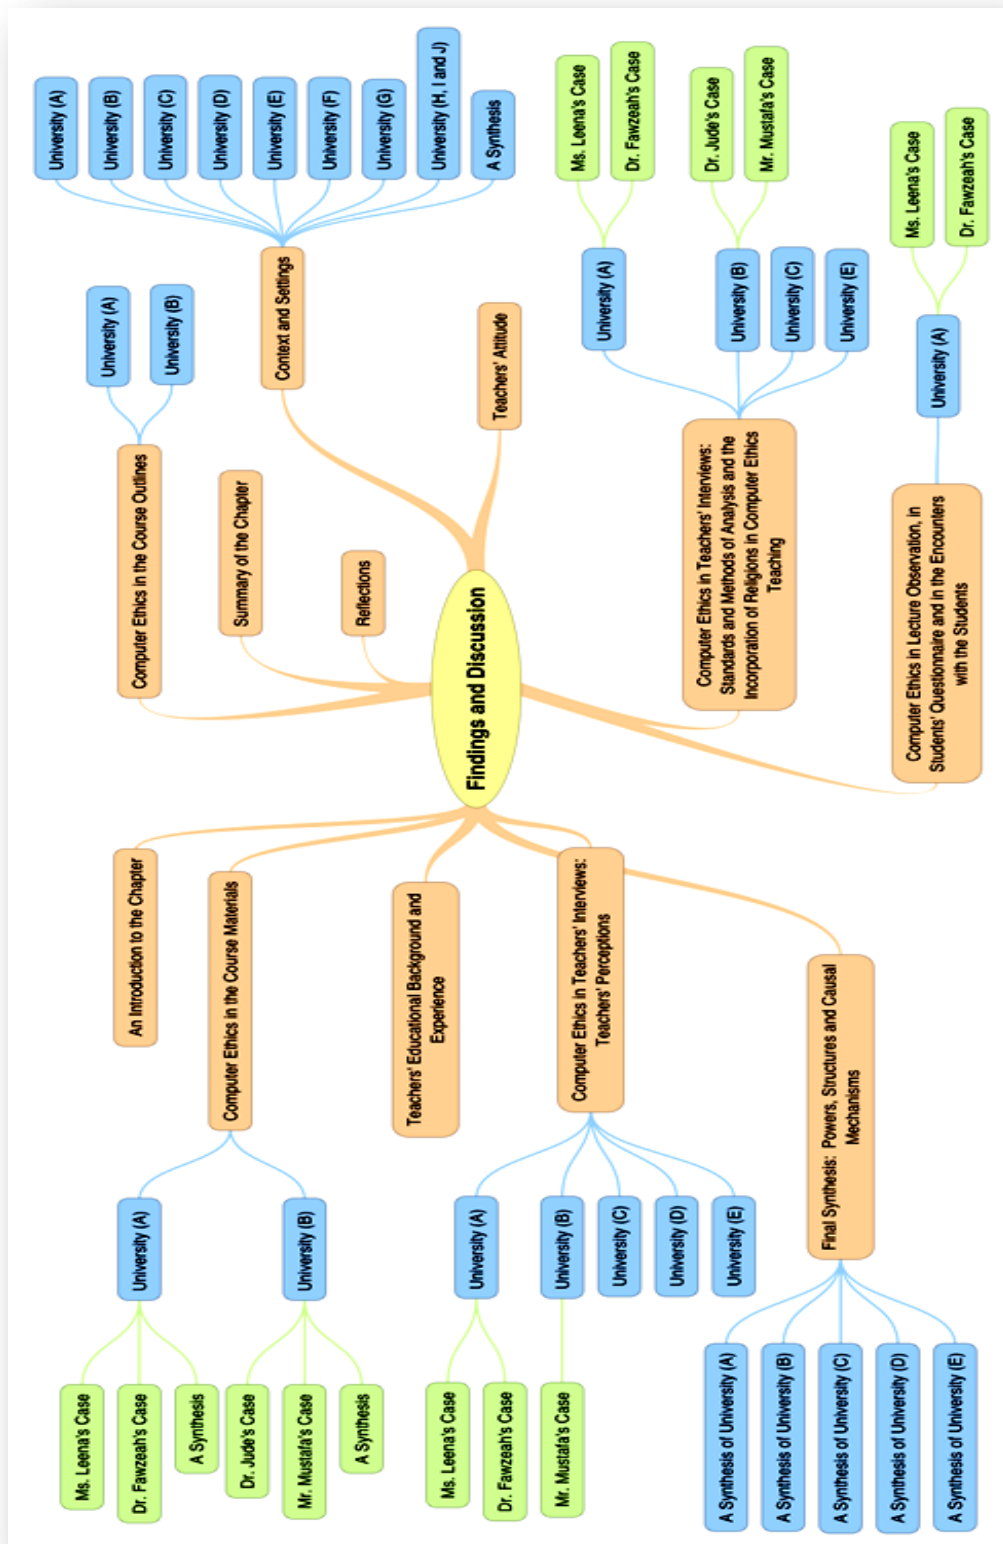 Findings and Discussion
An Introduction to the Chapter
Computer Ethics in the Course Materials
University (A)
Ms. Leena's Case
Dr. Fawzeah's Case
A Synthesis
University (B)
Dr. Jude's Case
Mr. Mustafa's Case
A Synthesis
Teachers' Educational Background and
Experience
Computer Ethics in Teachers' Interviews:
Teachers' Perceptions
University (A)
Ms. Leena's Case
Dr. Fawzeah's Case
University (B)
Mr. Mustafa's Case
University (C)
University (D)
University (E)
Final Synthesis: Powers, Structures and Causal
Mechanisms
A Synthesis of University (A)
A Synthesis of University (B)
A Synthesis of University (C)
A Synthesis of University (D)
A Synthesis of University (E)
Context and Settings
University (A)
University (B)
University (C)
University (D)
University (E)
University (F)
University (G)
University (H, I and J)
A Synthesis
Computer Ethics in the Course Outlines
University (A)
University (B)
Summary of the Chapter
Reflections
Teachers' Attitude
Computer Ethics in Teachers' Interviews:
Standards and Methods of Analysis and the
Incorporation of Religions in Computer Ethics
Teaching
University (A)
Ms. Leena's Case
Dr. Fawzeah's Case
University (B)
Dr. Jude's Case
Mr. Mustafa's Case
University (C)
University (E)
Computer Ethics in Lecture Observation, in
Students' Questionnaire and in the Encounters
with the Students
University (A)
Ms. Leena's Case
Dr. Fawzeah's Case